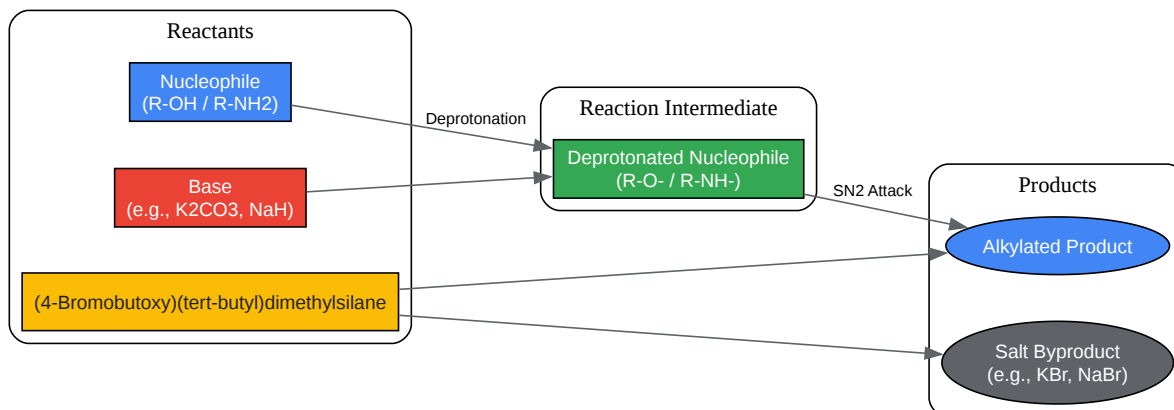 Reactants
Nucleophile
(R-OH / R-NH2)
Base
(e.g., K2CO3, NaH)
(4-Bromobutoxy)(tert-butyl)dimethylsilane
Deprotonation
Reaction Intermediate
Deprotonated Nucleophile
(R-O- / R-NH-)
SN2 Attack
Products
Alkylated Product
Salt Byproduct
(e.g., KBr, NaBr)